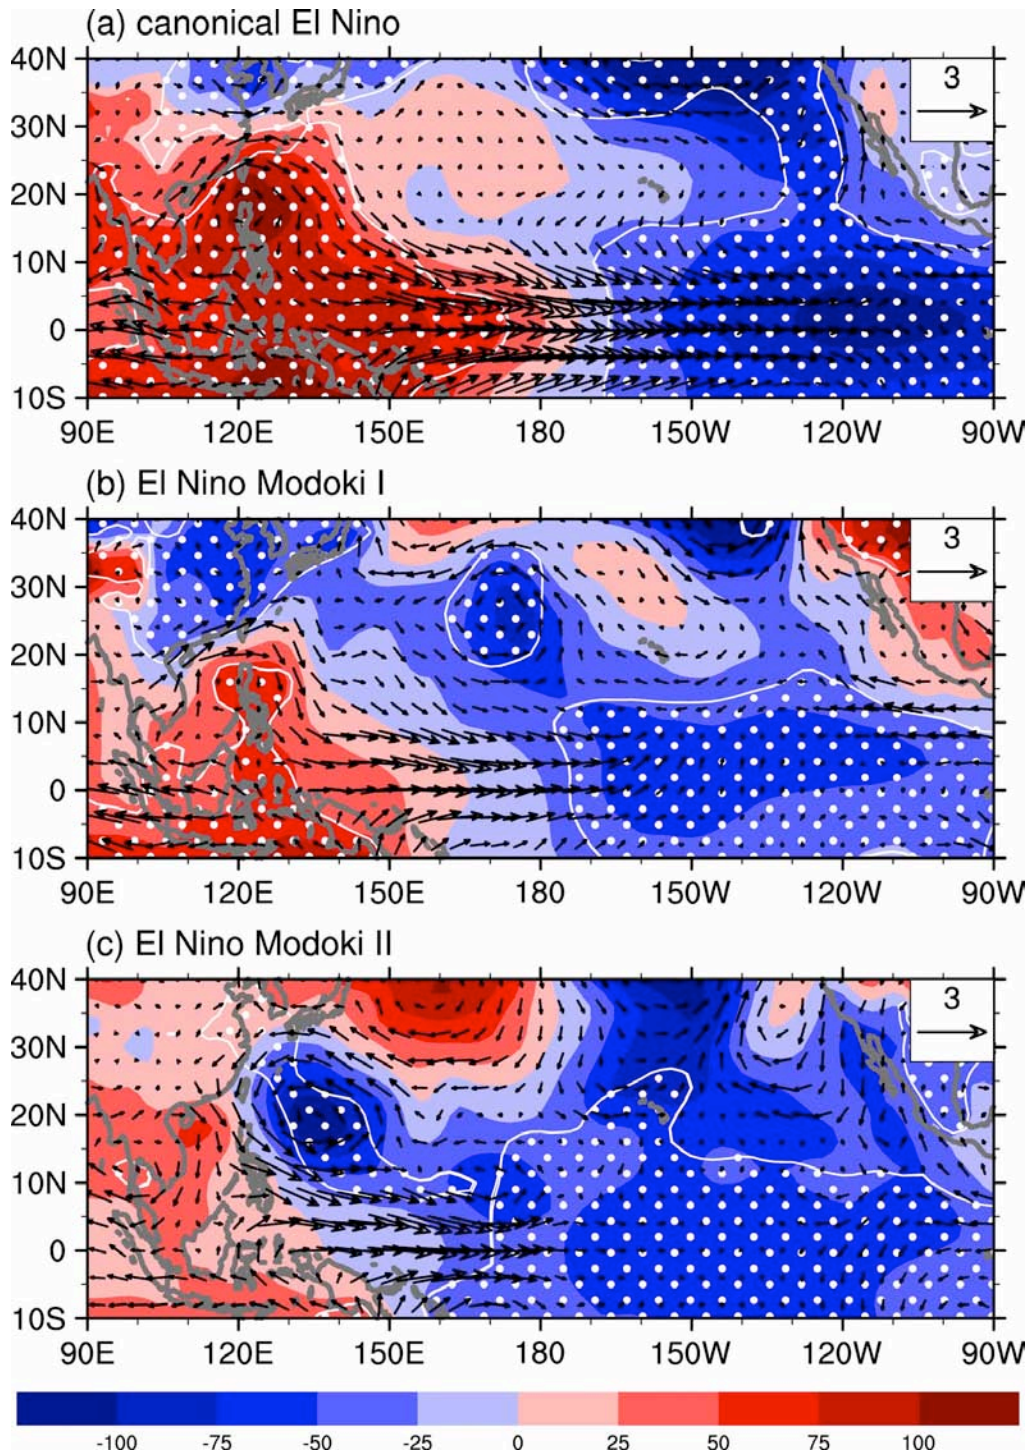 (a) canonical El Nino
40N
3
30N
20N
10N
0
10S
90E 120E 150E 180 150W 120W 90W
(b) El Nino Modoki I
40N
3
30N
20N
10N
0
10S
90E 120E 150E 180 150W 120W 90W
(c) El Nino Modoki II
40N
3
30N
20N
10N
0
10S
90E 120E 150E 180 150W 120W 90W
-100 -75 -50 -25 0 25 50 75 100